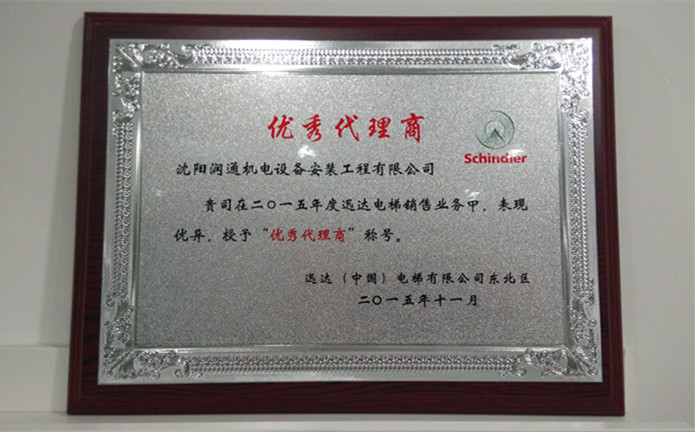 优秀代理商
Schindler
沈阳润通机电设备安装工程有限公司
贵司在二〇一五年度迅达电梯销售业务中，表现
优异，授予“优秀代理商”称号。
迅达（中国）电梯有限公司东北区
二〇一五年十一月